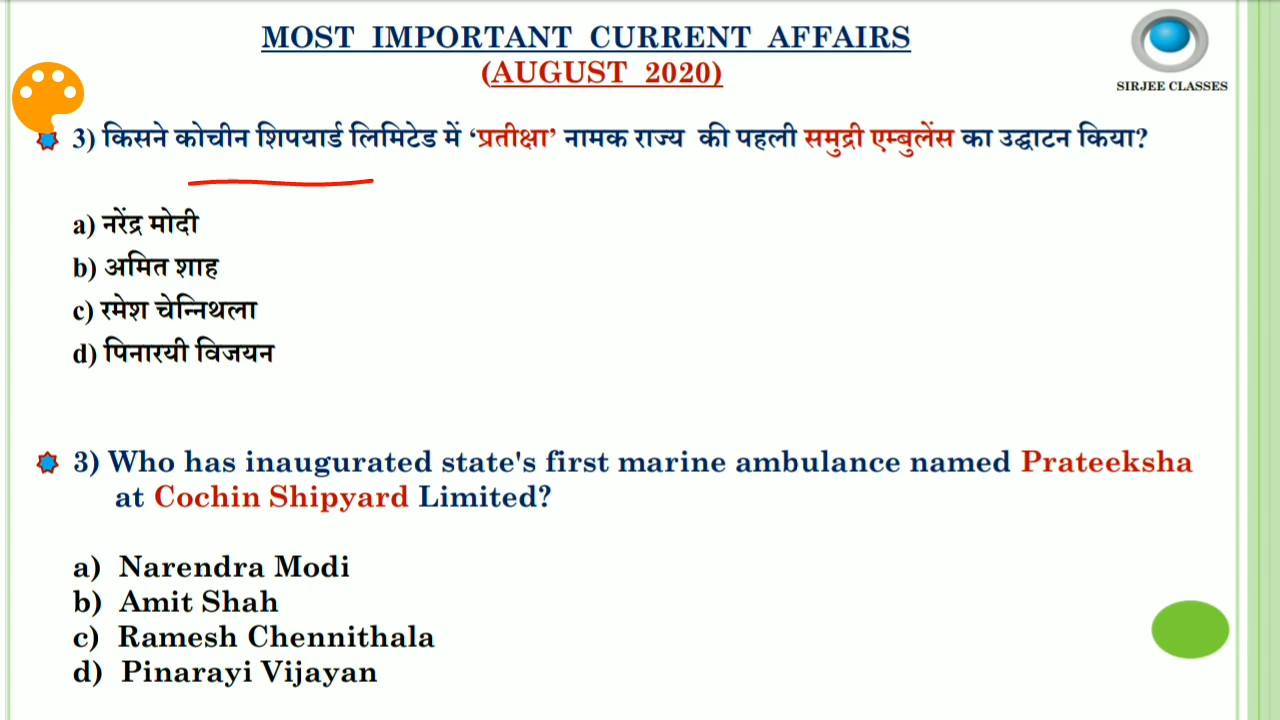 MOST IMPORTANT CURRENT AFFAIRS
(AUGUST 2020)
SIRJEE CLASSES
3) किसने कोचीन शिपयार्ड लिमिटेड में ‘प्रतीक्षा’ नामक राज्य की पहली समुद्री एम्बुलेंस का उद्घाटन किया?
a) नरेंद्र मोदी
b) अमित शाह
c) रमेश चेन्निथला
d) पिनारयी विजयन
3) Who has inaugurated state's first marine ambulance named Prateeksha
at Cochin Shipyard Limited?
a) Narendra Modi
b) Amit Shah
c) Ramesh Chennithala
d) Pinarayi Vijayan